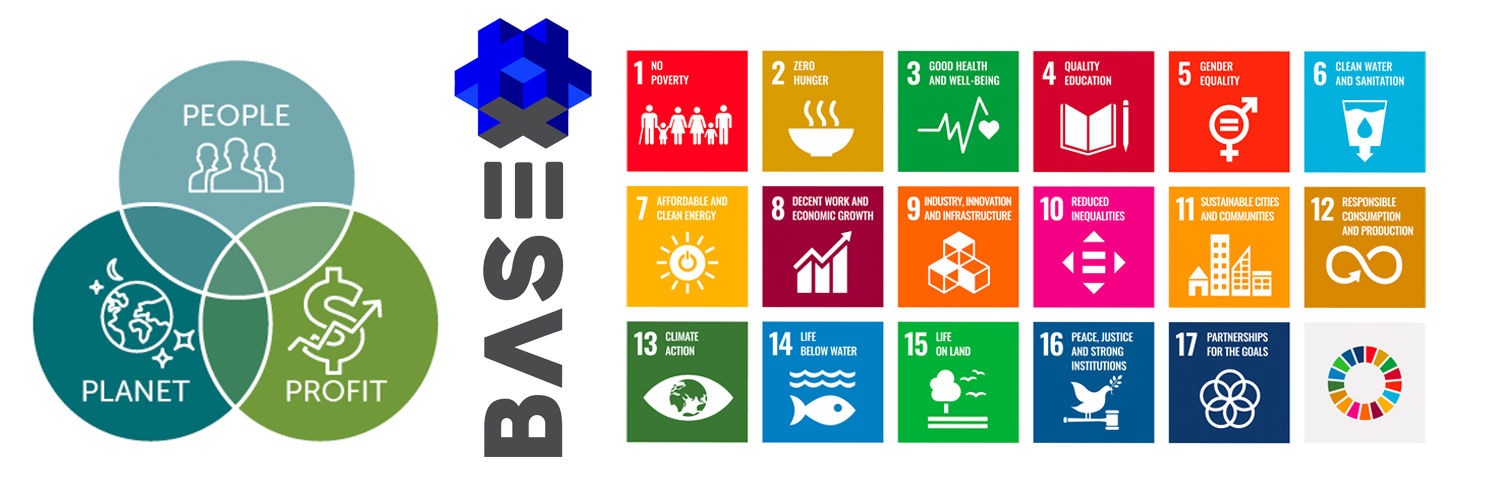 PEOPLE
PLANET
PROFIT
BASE
1 NO
POVERTY
2 ZERO
HUNGER
3 GOOD HEALTH
AND WELL-BEING
4 QUALITY
EDUCATION
5 GENDER
EQUALITY
6 CLEAN WATER
AND SANITATION
7 AFFORDABLE AND
CLEAN ENERGY
8 DECENT WORK AND
ECONOMIC GROWTH
9 INDUSTRY, INNOVATION
AND INFRASTRUCTURE
10 REDUCED
INEQUALITIES
11 SUSTAINABLE CITIES
AND COMMUNITIES
12 RESPONSIBLE
CONSUMPTION
AND PRODUCTION
13 CLIMATE
ACTION
14 LIFE
BELOW WATER
15 LIFE
ON LAND
16 PEACE, JUSTICE
AND STRONG
INSTITUTIONS
17 PARTNERSHIPS
FOR THE GOALS